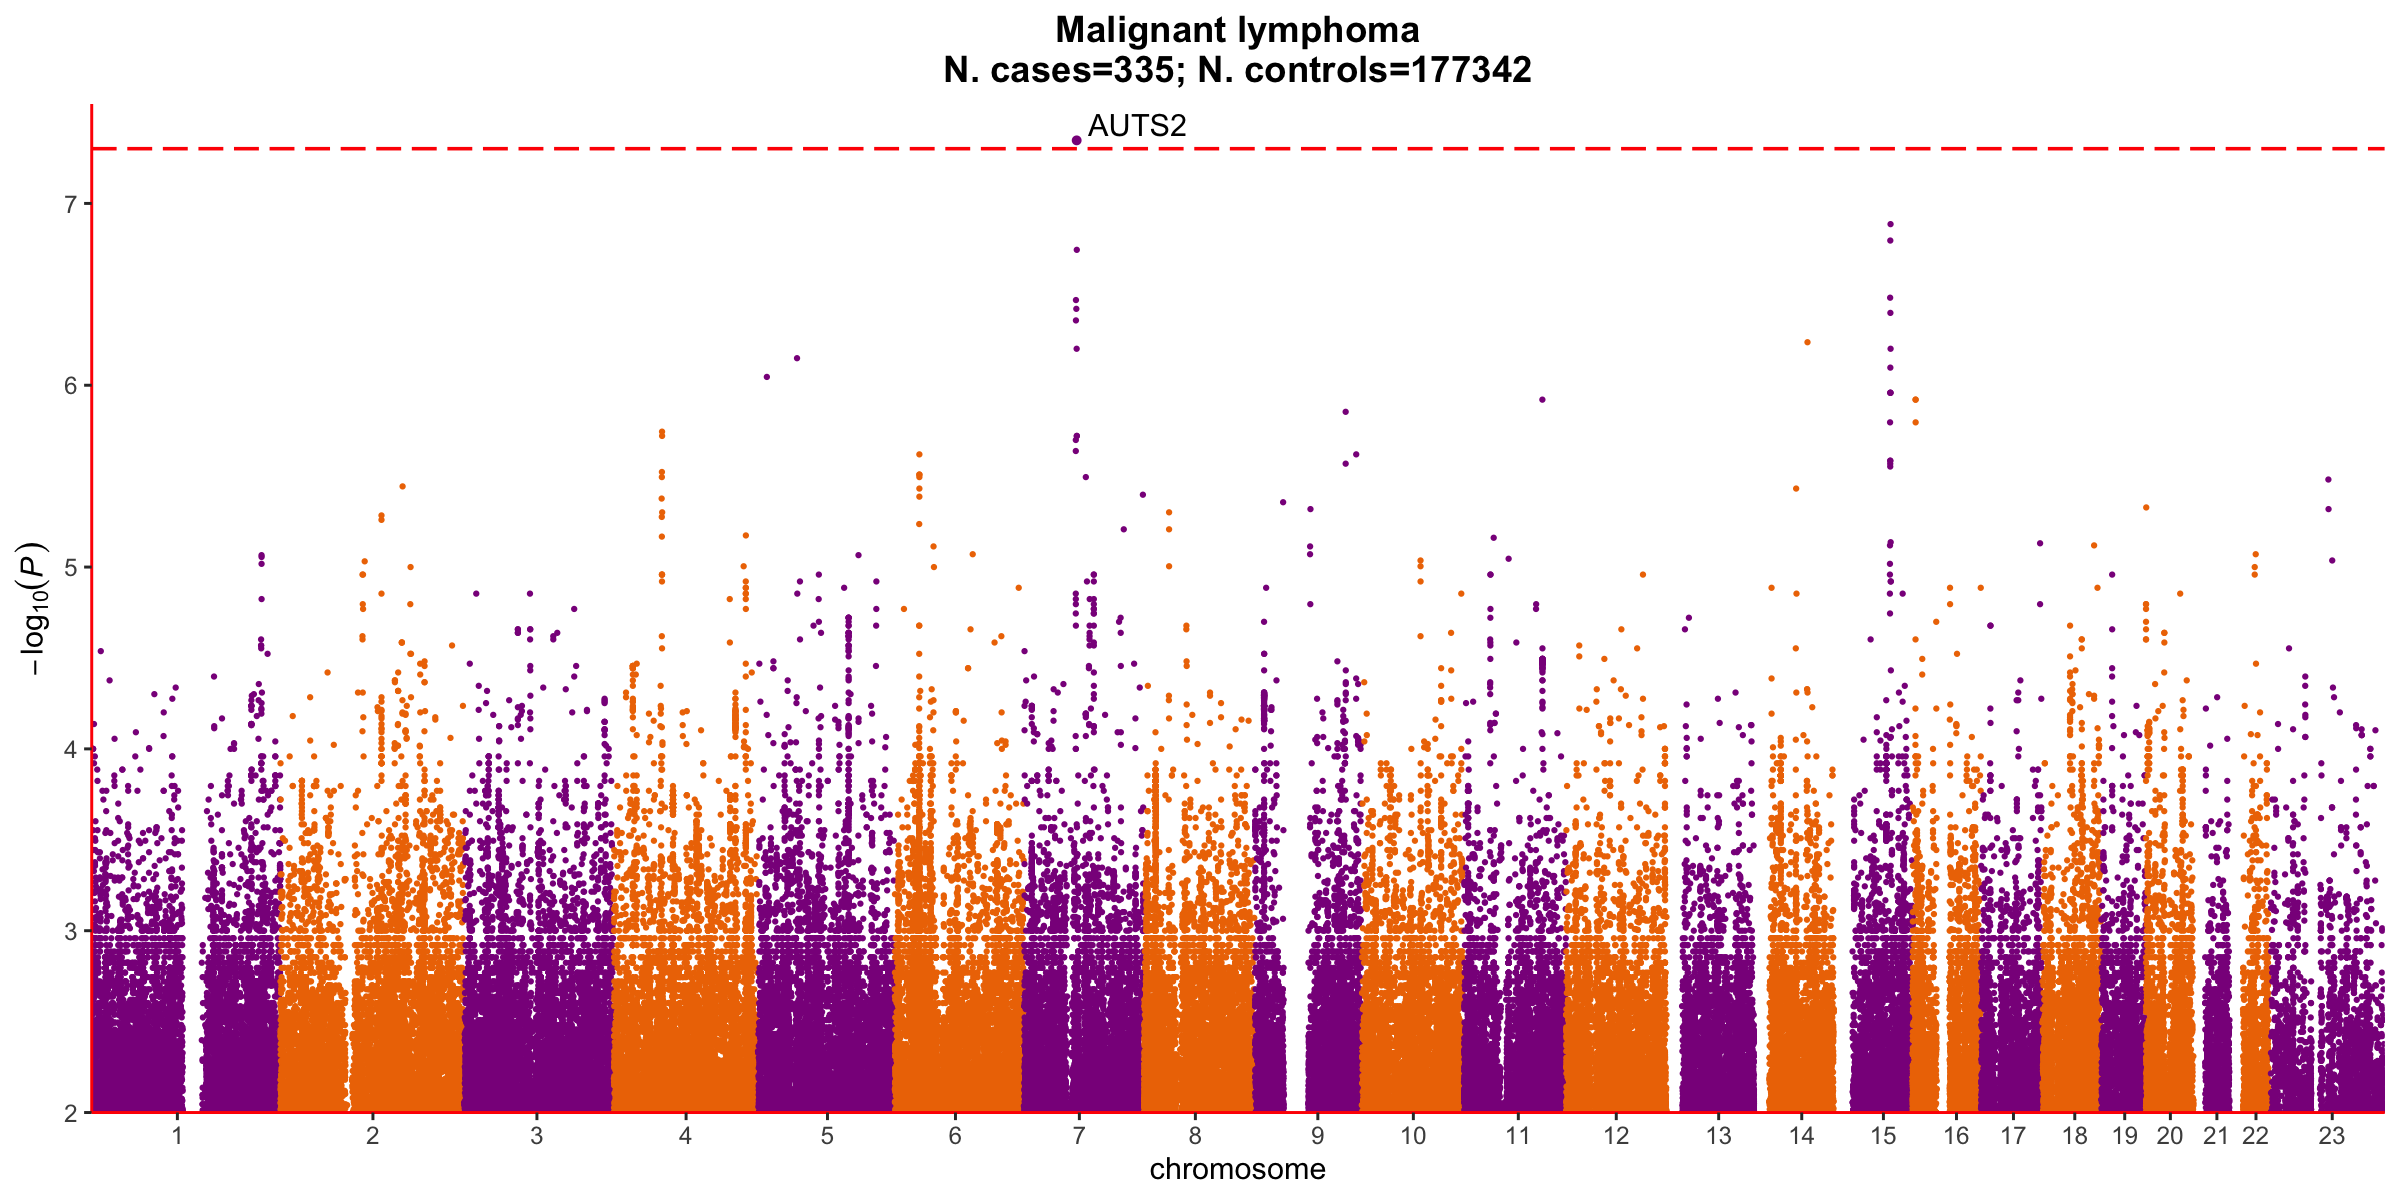 Malignant lymphoma
N. cases=335; N. controls=177342
AUTS2
7
6
5
4
3
2
−log10(P)
1 2 3 4 5 6 7 8 9 10 11 12 13 14 15 16 17 18 19 20 21 22 23
chromosome